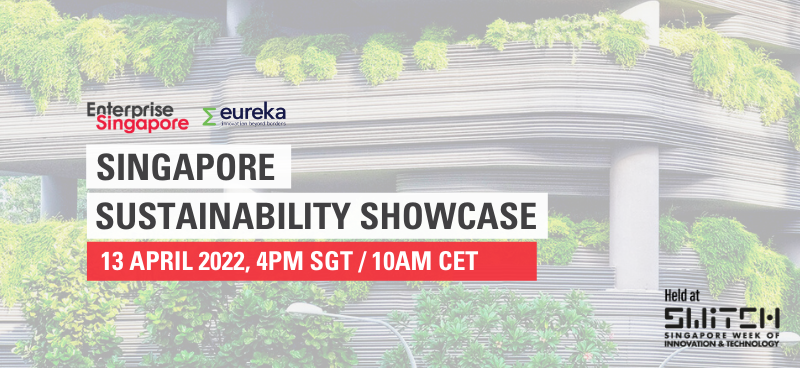 Enterprise
Singapore
eureka
innovation beyond borders
SINGAPORE
SUSTAINABILITY SHOWCASE
13 APRIL 2022, 4PM SGT / 10AM CET
Held at
SWITCH
SINGAPORE WEEK OF
INNOVATION & TECHNOLOGY